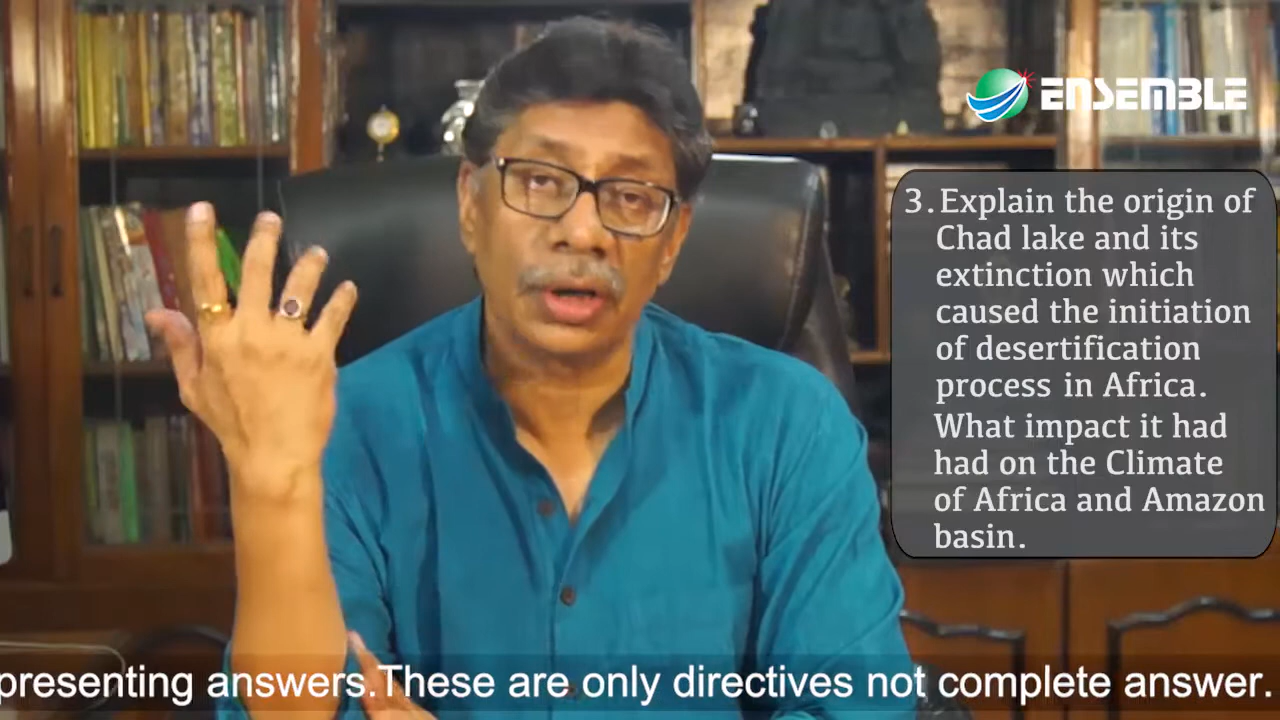 ENSEMBLE
3. Explain the origin of
Chad lake and its
extinction which
caused the initiation
of desertification
process in Africa.
What impact it had
had on the Climate
of Africa and Amazon
basin.
presenting answers.These are only directives not complete answer.